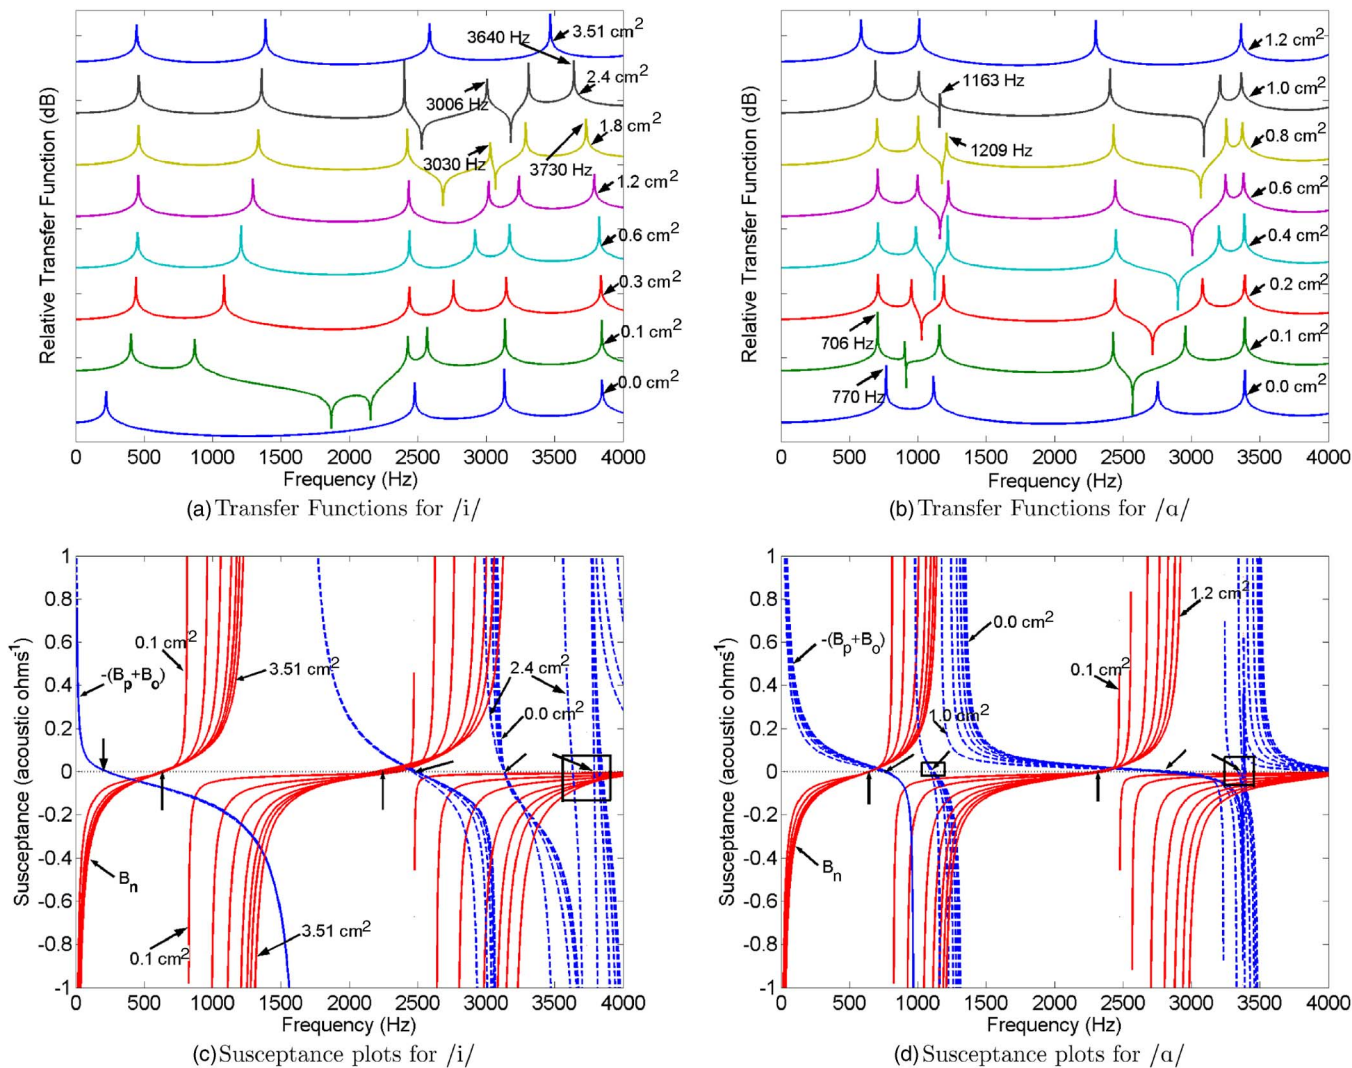 3640 Hz
3.51 cm2
2.4 cm2
3006 Hz
1.8 cm2
3030 Hz
3730 Hz
1.2 cm2
0.6 cm2
0.3 cm2
0.1 cm2
0.0 cm2
Relative Transfer Function (dB)
0 500 1000 1500 2000 2500 3000 3500 4000
Frequency (Hz)
(a) Transfer Functions for /i/
1.2 cm2
1163 Hz
1.0 cm2
0.8 cm2
1209 Hz
0.6 cm2
0.4 cm2
0.2 cm2
706 Hz
0.1 cm2
770 Hz
0.0 cm2
Relative Transfer Function (dB)
0 500 1000 1500 2000 2500 3000 3500 4000
Frequency (Hz)
(b) Transfer Functions for /ɑ/
1
0.8
0.6
0.4
0.2
0
-0.2
-0.4
-0.6
-0.8
-1
Susceptance (acoustic ohms-1)
0.1 cm2
3.51 cm2
-(Bp+Bo)
2.4 cm2
0.0 cm2
Bn
0.1 cm2
3.51 cm2
0 500 1000 1500 2000 2500 3000 3500 4000
Frequency (Hz)
(c) Susceptance plots for /i/
1
0.8
0.6
0.4
0.2
0
-0.2
-0.4
-0.6
-0.8
-1
Susceptance (acoustic ohms-1)
1.2 cm2
0.0 cm2
-(Bp+Bo)
0.1 cm2
1.0 cm2
Bn
0 500 1000 1500 2000 2500 3000 3500 4000
Frequency (Hz)
(d) Susceptance plots for /ɑ/